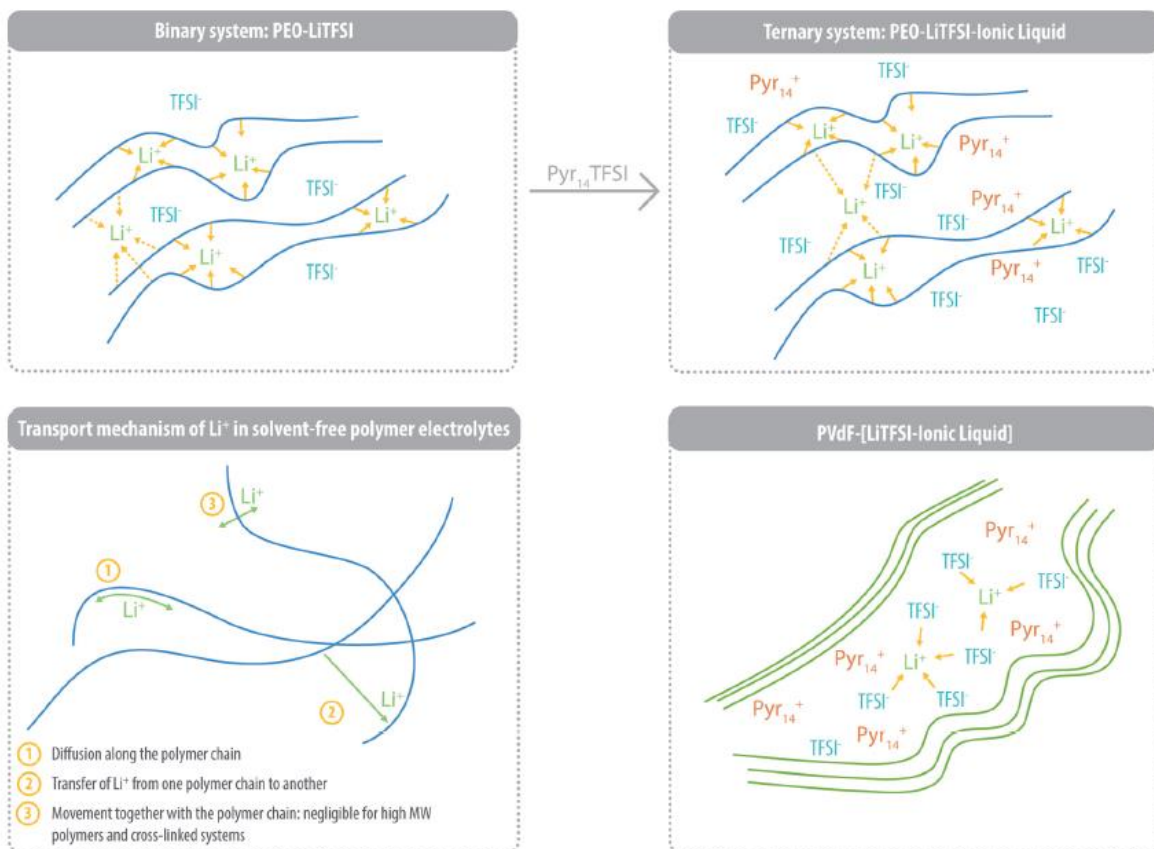 Binary system: PEO-LiTFSI
TFSI⁻
Li⁺
Li⁺
TFSI⁻
TFSI⁻
Li⁺
Li⁺
Li⁺
TFSI⁻
Pyr₁₄TFSI
Ternary system: PEO-LiTFSI-Ionic Liquid
TFSI⁻
Pyr₁₄⁺
TFSI⁻
Li⁺
Li⁺
Pyr₁₄⁺
TFSI⁻
Li⁺
Pyr₁₄⁺
TFSI⁻
Li⁺
TFSI⁻
Li⁺
Pyr₁₄⁺
TFSI⁻
TFSI⁻
TFSI⁻
Transport mechanism of Li⁺ in solvent-free polymer electrolytes
3
Li⁺
1
Li⁺
Li⁺
2
1 Diffusion along the polymer chain
2 Transfer of Li⁺ from one polymer chain to another
3 Movement together with the polymer chain: negligible for high MW
polymers and cross-linked systems
PVdF-[LiTFSI-Ionic Liquid]
Pyr₁₄⁺
TFSI⁻
TFSI⁻
Li⁺
TFSI⁻
Pyr₁₄⁺
Pyr₁₄⁺
Li⁺
TFSI⁻
TFSI⁻
TFSI⁻
Pyr₁₄⁺
Pyr₁₄⁺
TFSI⁻